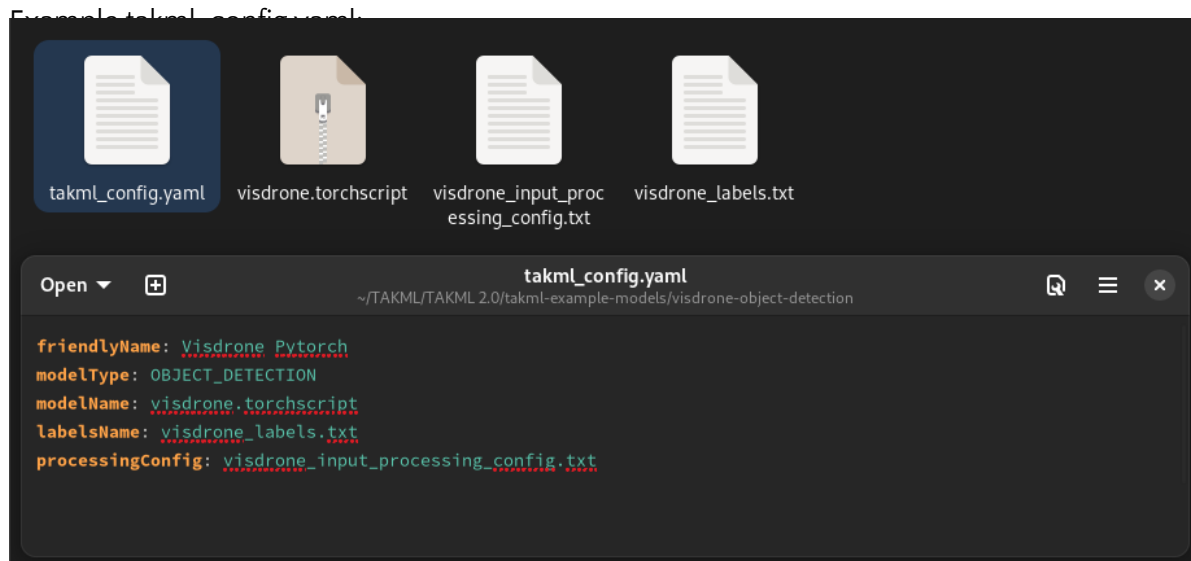 Example takml_config.yaml:
takml_config.yaml
visdrone.torchscript
visdrone_input_proc
essing_config.txt
visdrone_labels.txt
Open
takml_config.yaml
~/TAKML/TAKML 2.0/takml-example-models/visdrone-object-detection
friendlyName: Visdrone Pytorch
modelType: OBJECT_DETECTION
modelName: visdrone.torchscript
labelsName: visdrone_labels.txt
processingConfig: visdrone_input_processing_config.txt